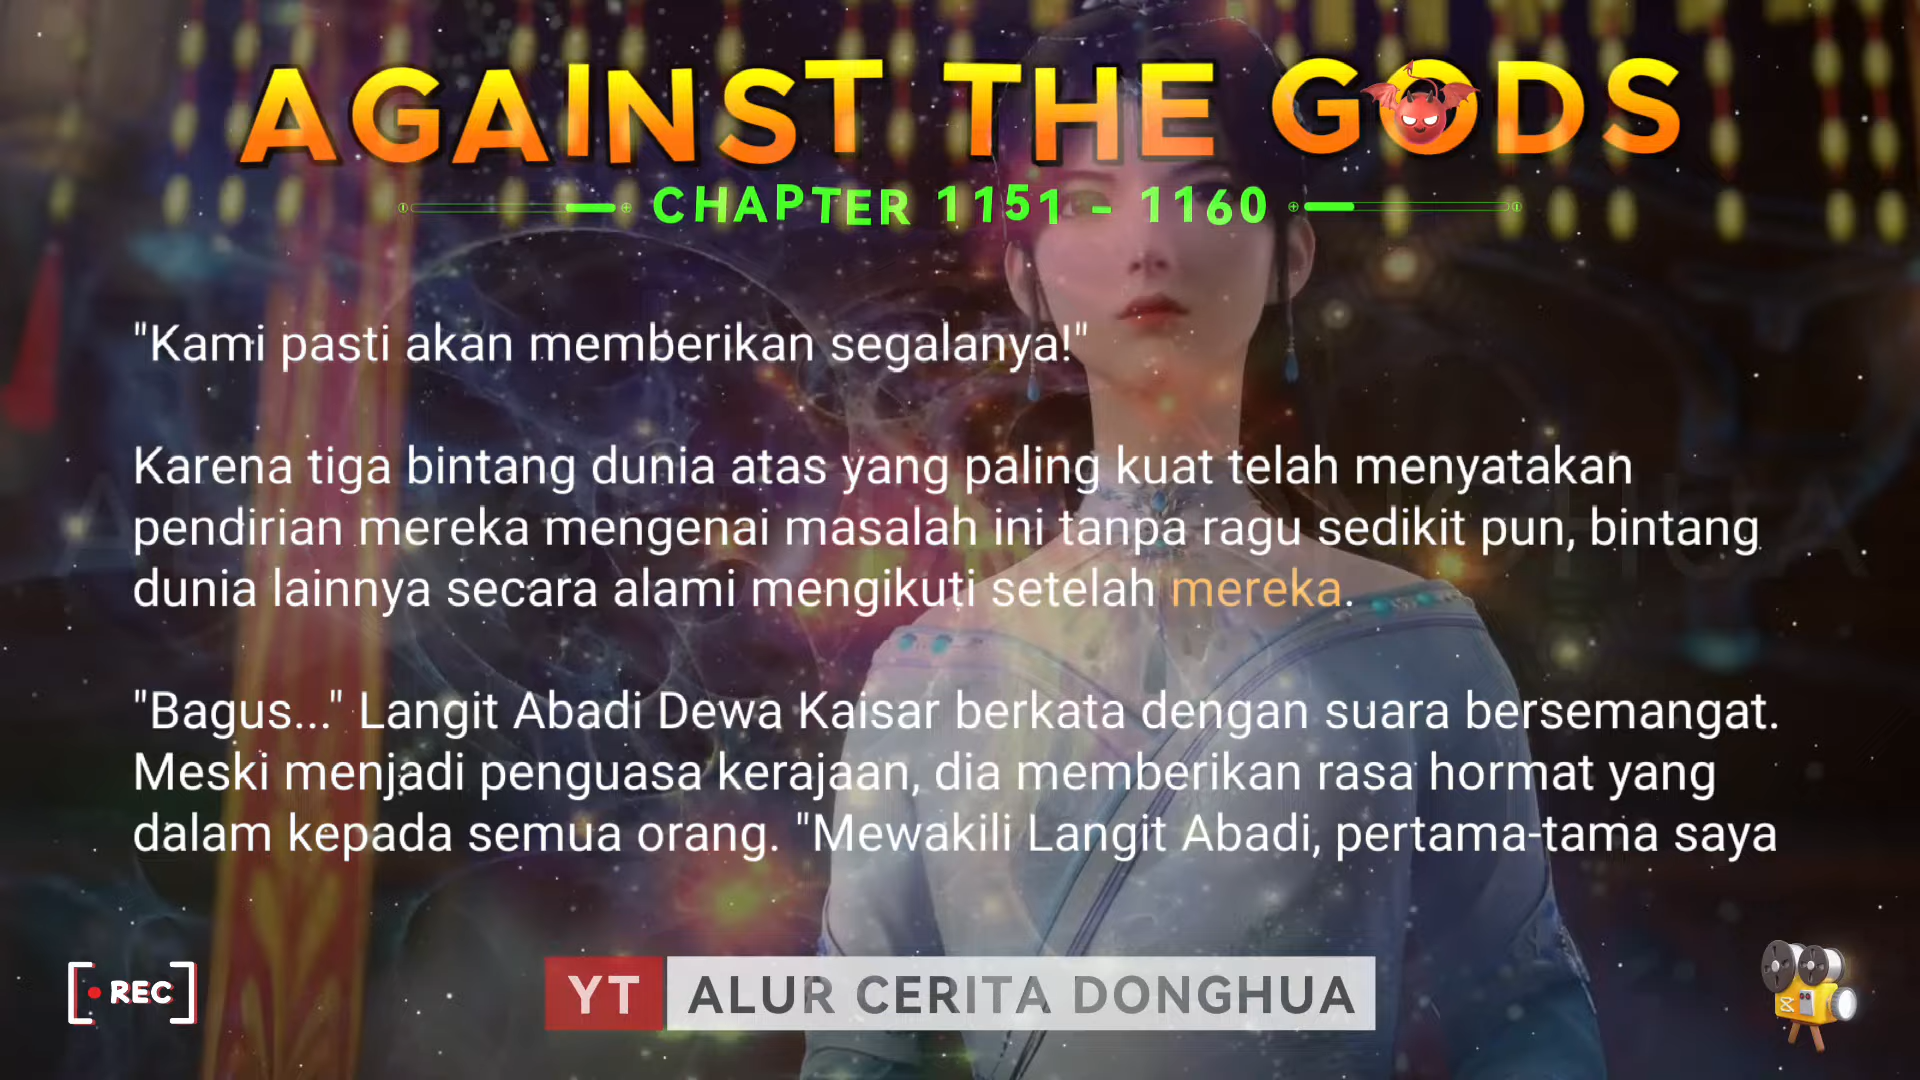 AGAINST THE GODS
CHAPTER 1151 - 1160
"Kami pasti akan memberikan segalanya!"
Karena tiga bintang dunia atas yang paling kuat telah menyatakan
pendirian mereka mengenai masalah ini tanpa ragu sedikit pun, bintang
dunia lainnya secara alami mengikuti setelah mereka.
"Bagus..." Langit Abadi Dewa Kaisar berkata dengan suara bersemangat.
Meski menjadi penguasa kerajaan, dia memberikan rasa hormat yang
dalam kepada semua orang. "Mewakili Langit Abadi, pertama-tama saya
REC
YT ALUR CERITA DONGHUA